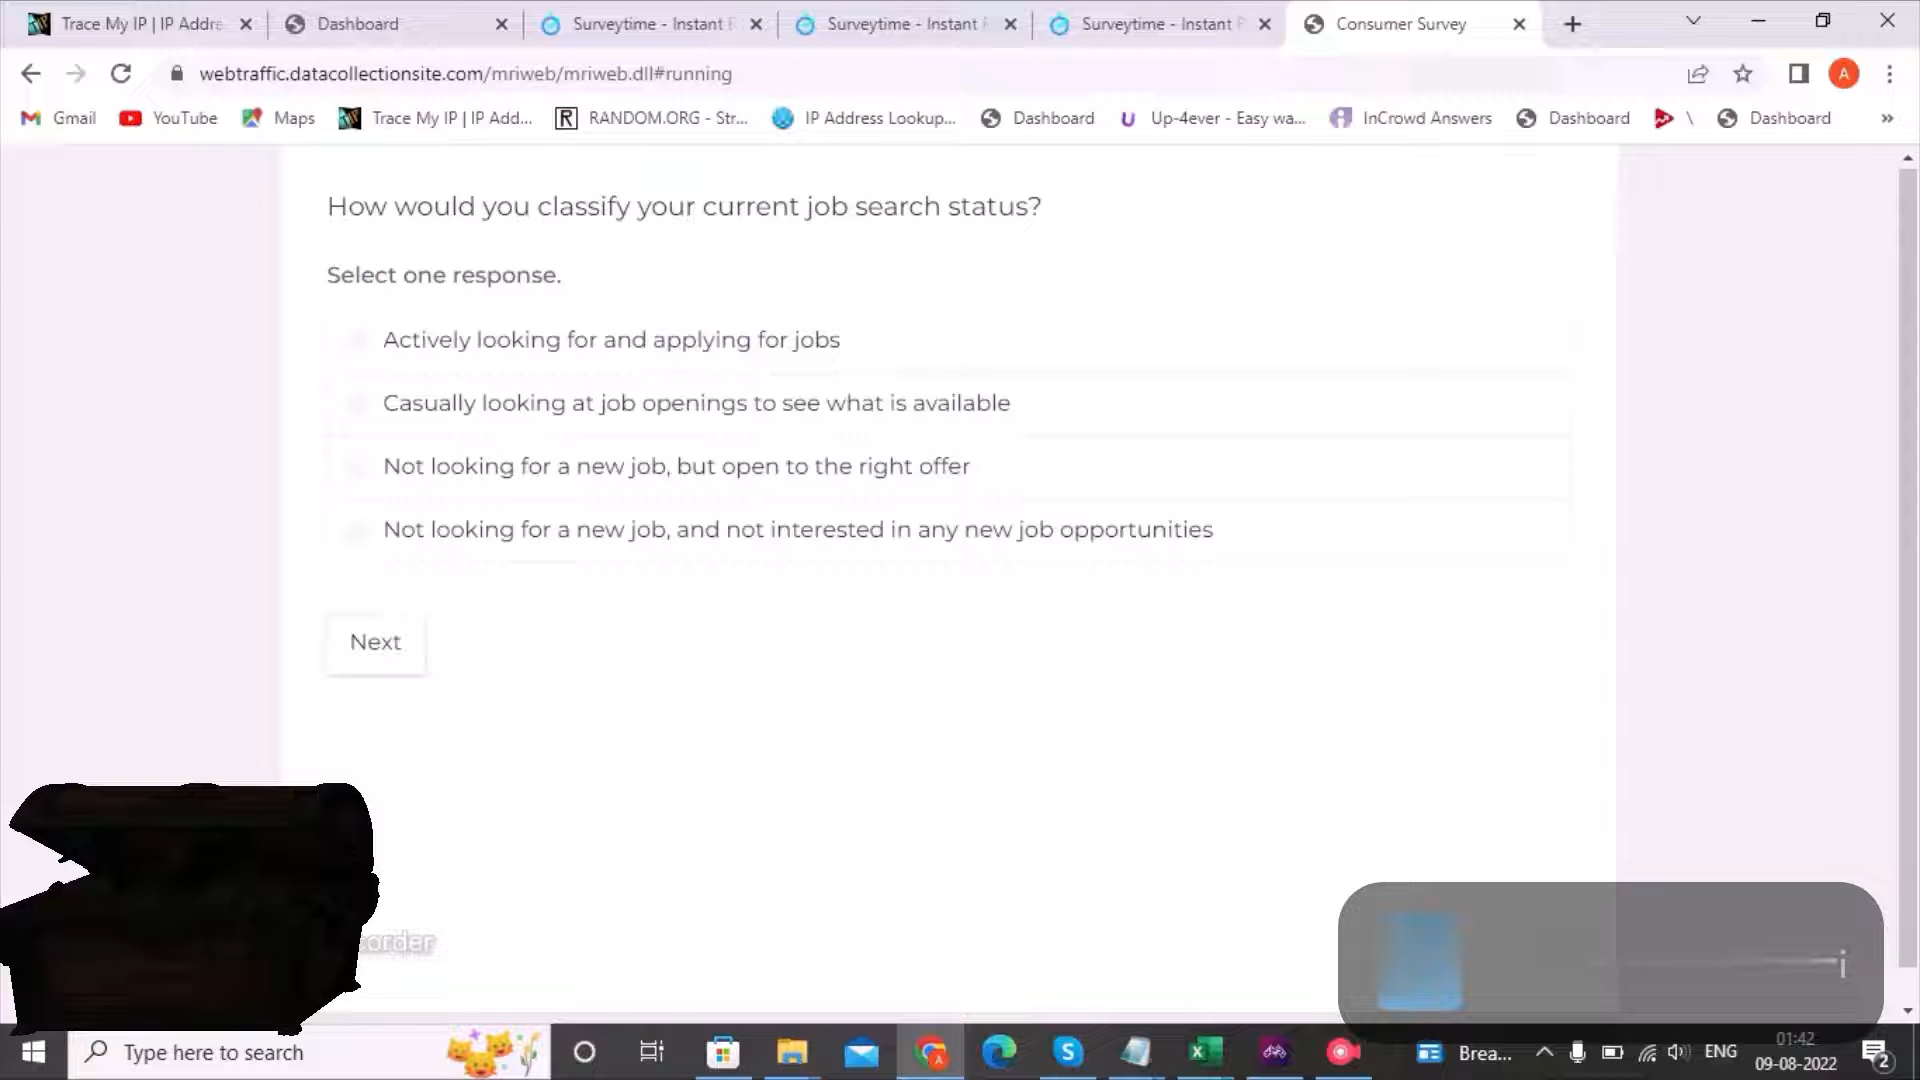 Trace My IP | IP Addre
Dashboard
Surveytime - Instant
Surveytime - Instant
Surveytime - Instant
Consumer Survey
webtraffic.datacollectionsite.com/mriweb/mriweb.dll#running
A
Gmail
YouTube
Maps
Trace My IP | IP Add...
RANDOM.ORG - Str...
IP Address Lookup...
Dashboard
Up-4ever - Easy wa...
InCrowd Answers
Dashboard
\
Dashboard
»
How would you classify your current job search status?
Select one response.
Actively looking for and applying for jobs
Casually looking at job openings to see what is available
Not looking for a new job, but open to the right offer
Not looking for a new job, and not interested in any new job opportunities
Next
Type here to search
Brea...
ENG
01:42
09-08-2022
2